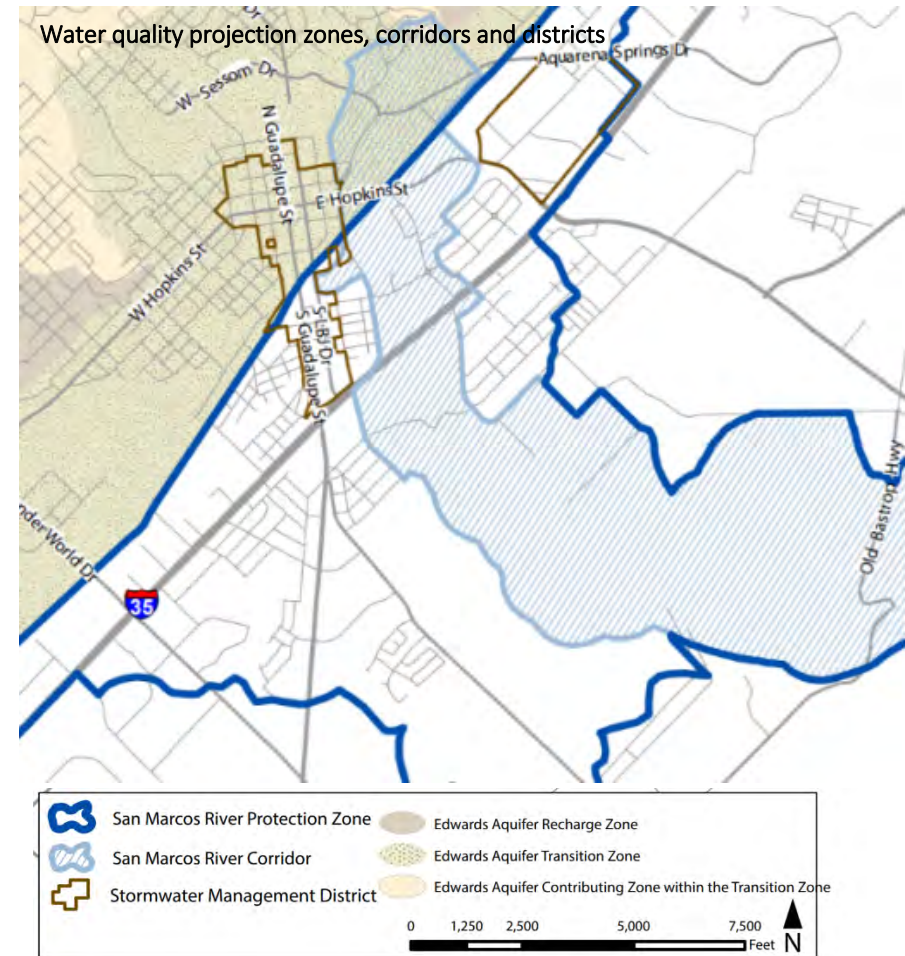 Water quality projection zones, corridors and districts
Dr
Aquarena Springs Dr
W Sessom Dr
N Guadalupe St
E Hopkins St
W Hopkins St
S LBJ Dr
S Guadalupe St
Old Bastrop Hwy
nder World Dr
35
San Marcos River Protection Zone
San Marcos River Corridor
Stormwater Management District
Edwards Aquifer Recharge Zone
Edwards Aquifer Transition Zone
Edwards Aquifer Contributing Zone within the Transition Zone
0 1,250 2,500 5,000 7,500
Feet
N